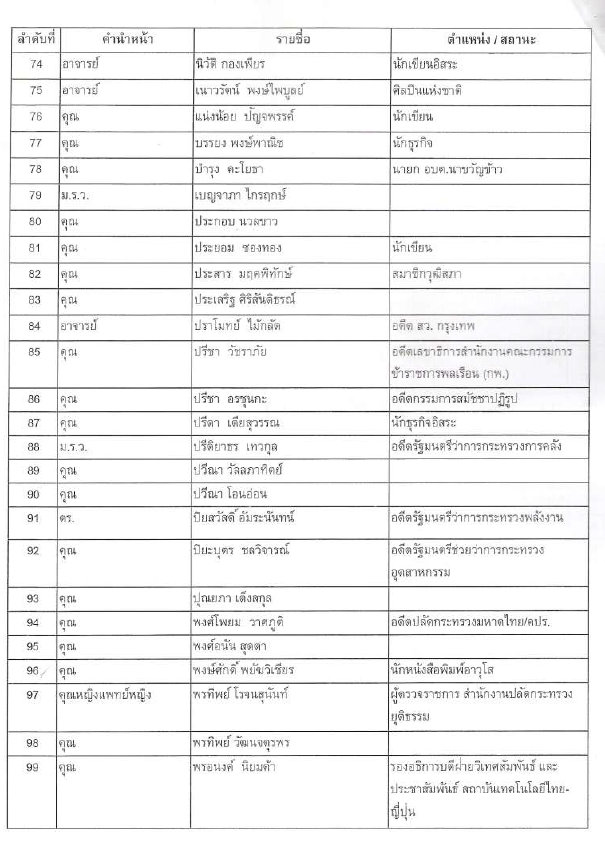 ลำดับที่ คำนำหน้า รายชื่อ ตำแหน่ง / สถานะ
74 อาจารย์ นิวัติ กองเพียร นักเขียนอิสระ
75 อาจารย์ เนาวรัตน์ พงษ์ไพบูลย์ ศิลปินแห่งชาติ
76 คุณ แน่งน้อย ปัญจพรรค์ นักเขียน
77 คุณ บรรยง พงษ์พาณิช นักธุรกิจ
78 คุณ บำรุง คะโยธา นายก อบต.นาขวัญข้าว
79 ม.ร.ว. เบญจาภา ไกรฤกษ์
80 คุณ ประกอบ นวลขาว
81 คุณ ประยอม ซองทอง นักเขียน
82 คุณ ประสาร มฤคพิทักษ์ สมาชิกวุฒิสภา
83 คุณ ประเสริฐ ศิริสันติธรณ์
84 อาจารย์ ปราโมทย์ ไม้กลัด อดีต สว. กรุงเทพ
85 คุณ ปรีชา วัชราภัย อดีตเลขาธิการสำนักงานคณะกรรมการ
ข้าราชการพลเรือน (กพ.)
86 คุณ ปรีชา อรชุนกะ อดีตกรรมการสมัชชาปฏิรูป
87 คุณ ปรีดา เตียสุวรรณ นักธุรกิจอิสระ
88 ม.ร.ว. ปรีดิยาธร เทวกุล อดีตรัฐมนตรีว่าการกระทรวงการคลัง
89 คุณ ปวีณา วัลลภาทิตย์
90 คุณ ปวีณา โอนอ่อน
91 ดร. ปิยสวัสดิ์ อัมระนันทน์ อดีตรัฐมนตรีว่าการกระทรวงพลังงาน
92 คุณ ปิยะบุตร ชลวิจารณ์ อดีตรัฐมนตรีช่วยว่าการกระทรวง
อุตสาหกรรม
93 คุณ ปุณยภา เต็งสกุล
94 คุณ พงศ์โพยม วาศภูติ อดีตปลัดกระทรวงมหาดไทย/คปร.
95 คุณ พงศ์อนัน สุดตา
96 คุณ พงษ์ศักดิ์ พยัฆวิเชียร นักหนังสือพิมพ์อาวุโส
97 คุณหญิงแพทย์หญิง พรทิพย์ โรจนสุนันท์ ผู้ตรวจราชการ สำนักงานปลัดกระทรวง
ยุติธรรม
98 คุณ พรทิพย์ วัฒนจตุรพร
99 คุณ พรอนงค์ นิยมค้า รองอธิการบดีฝ่ายวิเทศสัมพันธ์ และ
ประชาสัมพันธ์ สถาบันเทคโนโลยีไทย-
ญี่ปุ่น